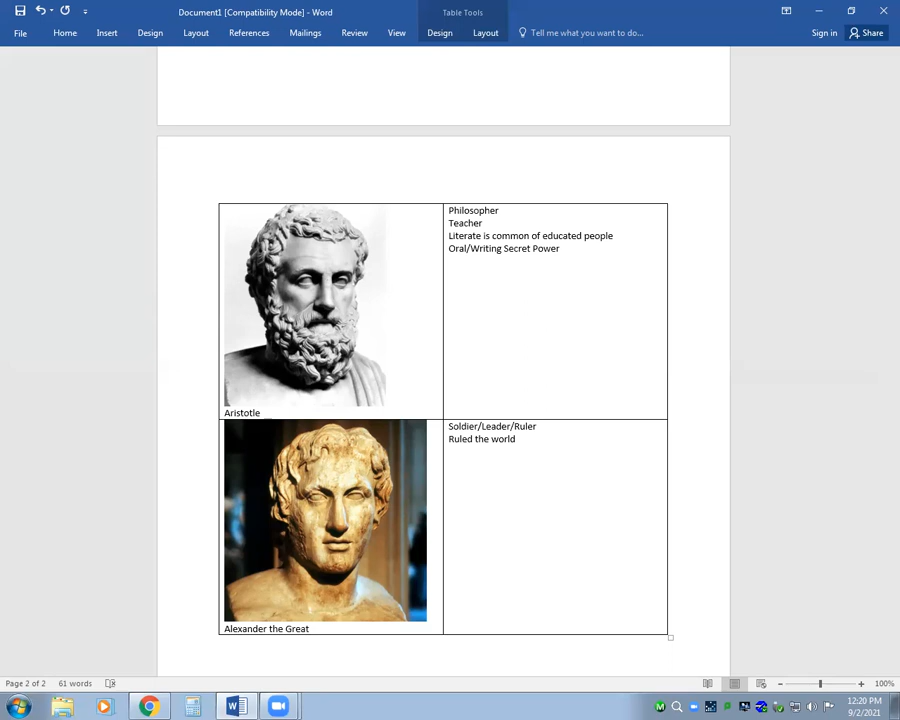 Document1 [Compatibility Mode] - Word
Table Tools
File Home Insert Design Layout References Mailings Review View Design Layout Tell me what you want to do... Sign in Share
Philosopher
Teacher
Literate is common of educated people
Oral/Writing Secret Power
Aristotle
Soldier/Leader/Ruler
Ruled the world
Alexander the Great
Page 2 of 2 61 words 100%
12:20 PM
9/2/2021